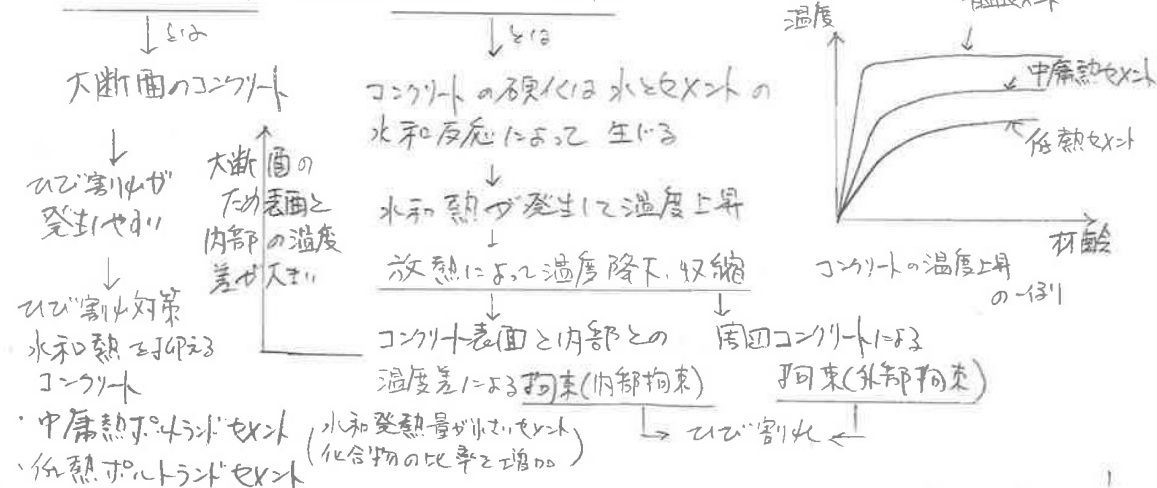 とは
大断面のコンクリート
ひび割れが
発生しやすい
ひび割れ対策
水和熱を抑える
コンクリート
・中庸熱ポルトランドセメント
・低熱ポルトランドセメント
(水和発熱量が小さいセメント
化合物の比率を増加)
大断面の
ため表面と
内部の温度
差が大きい
とは
コンクリートの硬化は水とセメントの
水和反応によって生じる
水和熱が発生して温度上昇
放熱によって温度降下、収縮
コンクリート表面と内部との
温度差による拘束(内部拘束)
周辺コンクリートによる
拘束(外部拘束)
ひび割れ
温度
中庸熱セメント
低熱セメント
材齢
コンクリートの温度上昇
の一例